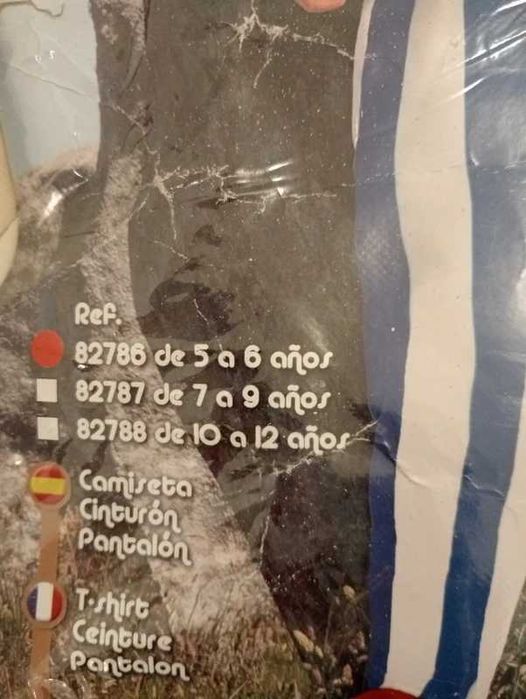 Ref.
82786 de 5 a 6 años
82787 de 7 a 9 años
82788 de 10 a 12 años
Camiseta
Cinturón
Pantalón
T-shirt
Ceinture
Pantalon